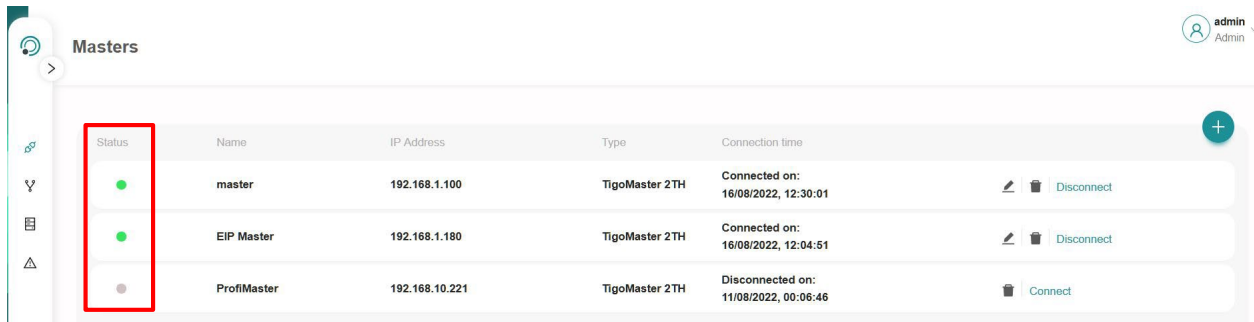 admin
Admin
Masters
Status Name IP Address Type Connection time
master 192.168.1.100 TigoMaster 2TH Connected on:
16/08/2022, 12:30:01 Disconnect
EIP Master 192.168.1.180 TigoMaster 2TH Connected on:
16/08/2022, 12:04:51 Disconnect
ProfiMaster 192.168.10.221 TigoMaster 2TH Disconnected on:
11/08/2022, 00:06:46 Connect